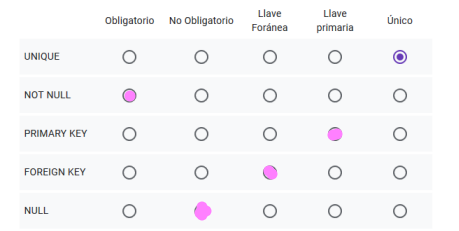 Obligatorio No Obligatorio Llave Foránea Llave primaria Único
UNIQUE
NOT NULL
PRIMARY KEY
FOREIGN KEY
NULL